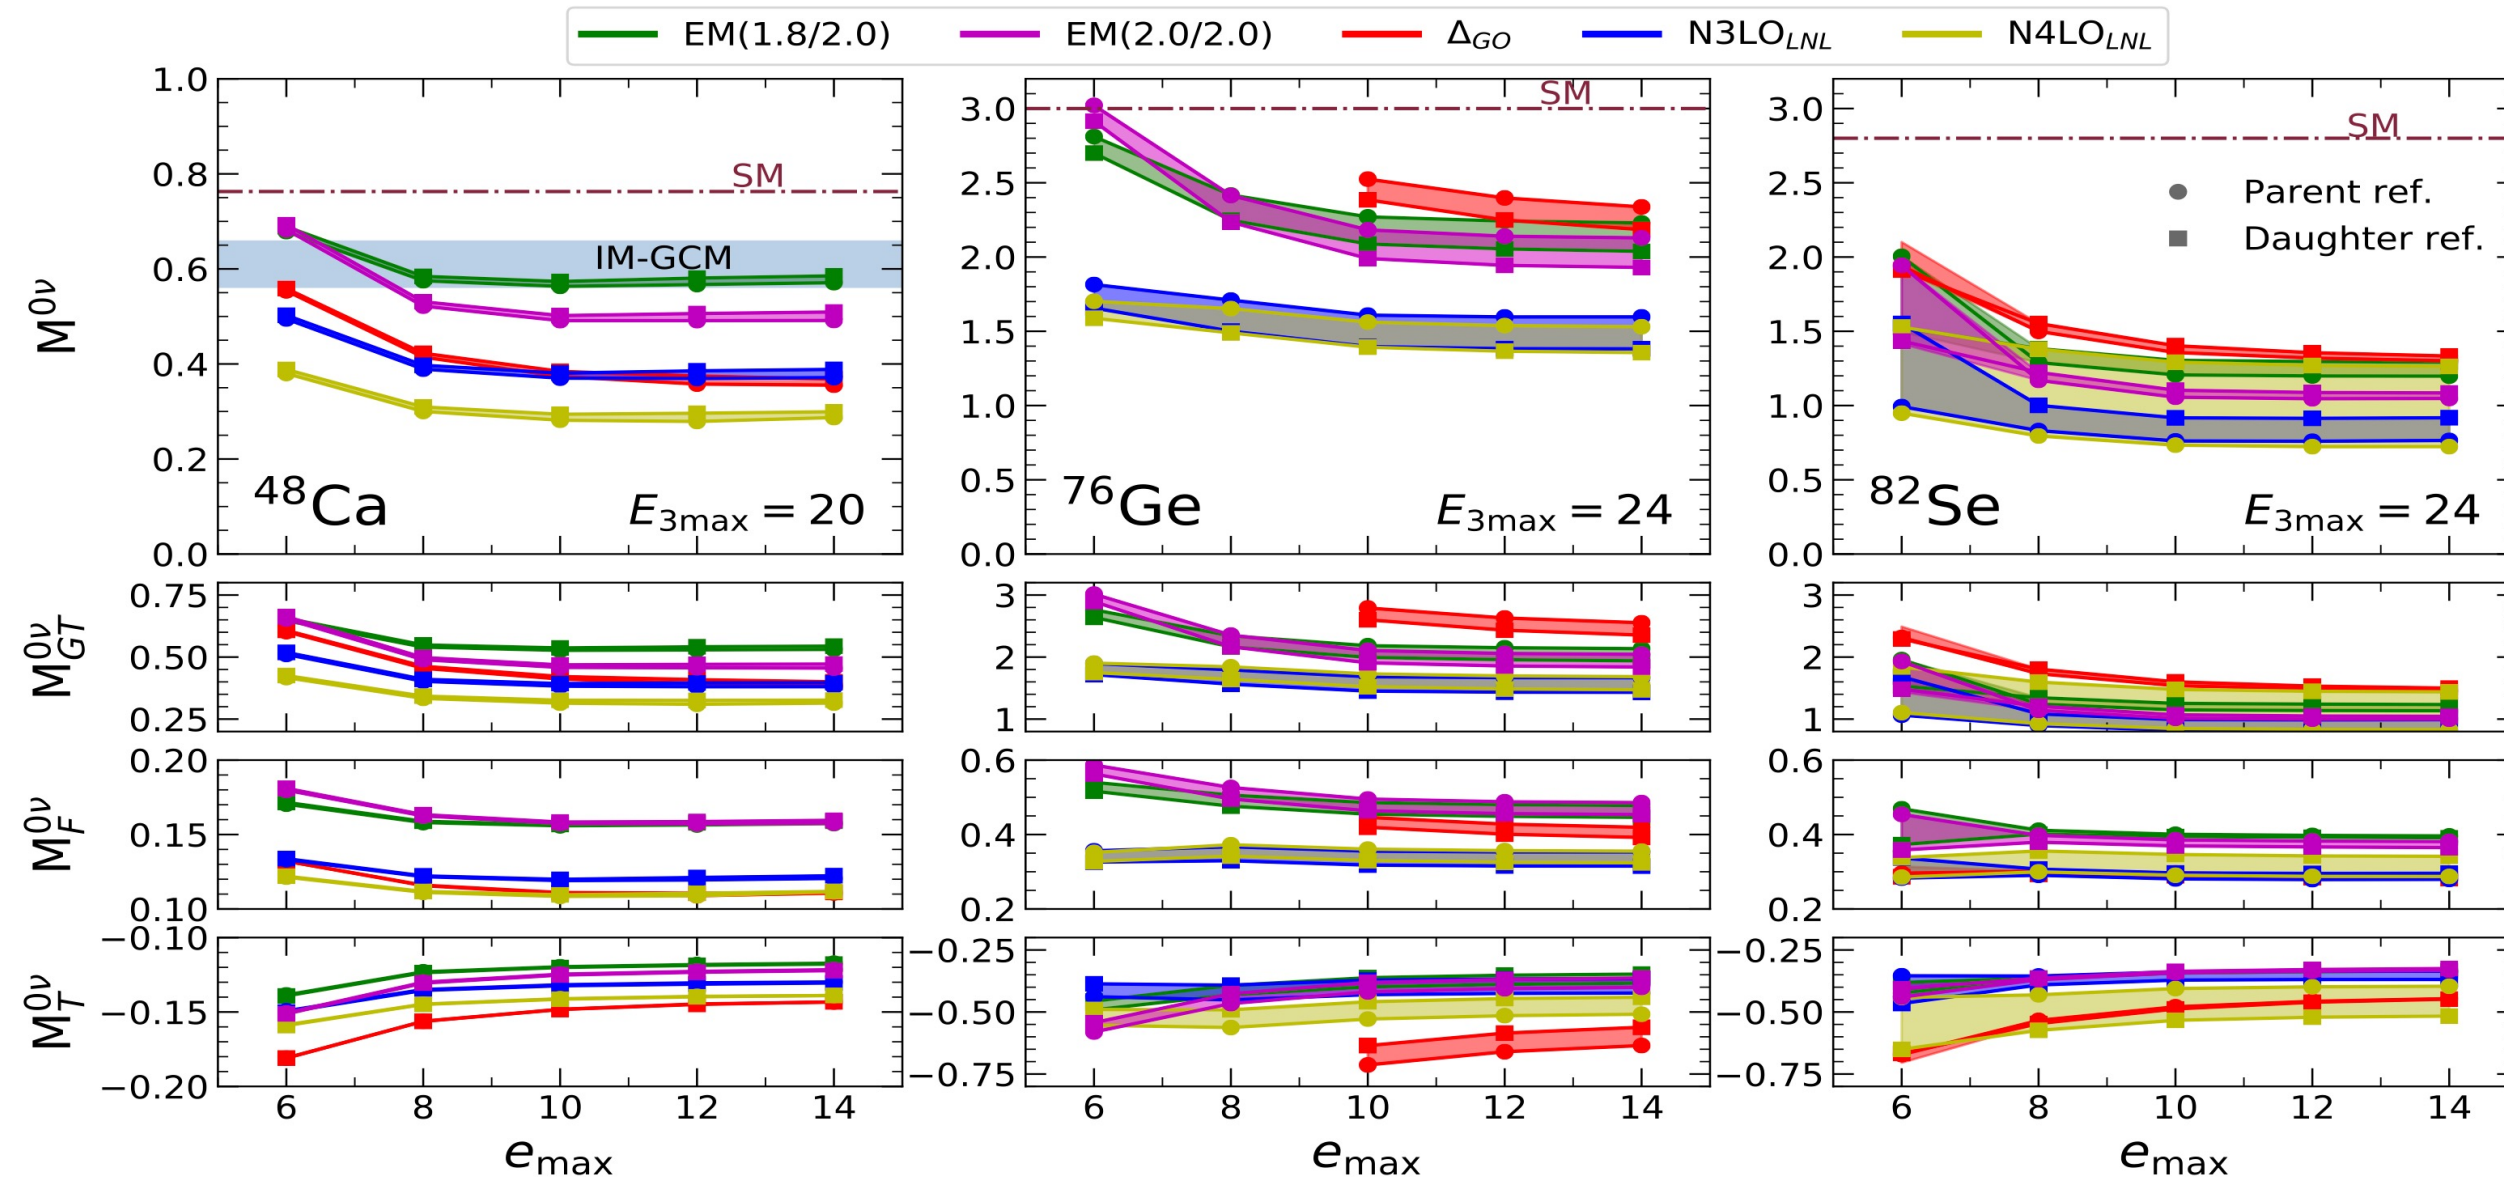 EM(1.8/2.0) EM(2.0/2.0) Δ_GO N3LO_LNL N4LO_LNL
M^0ν
1.0
0.8
0.6
0.4
0.2
0.0
SM
IM-GCM
^48Ca
E_3max = 20
3.0
2.5
2.0
1.5
1.0
0.5
0.0
SM
^76Ge
E_3max = 24
3.0
2.5
2.0
1.5
1.0
0.5
0.0
SM
Parent ref.
Daughter ref.
^82Se
E_3max = 24
M^0ν_GT
0.75
0.50
0.25
3
2
1
3
2
1
M^0ν_F
0.20
0.15
0.10
0.6
0.4
0.2
0.6
0.4
0.2
M^0ν_T
−0.10
−0.15
−0.20
−0.25
−0.50
−0.75
−0.25
−0.50
−0.75
6 8 10 12 14
6 8 10 12 14
6 8 10 12 14
e_max
e_max
e_max